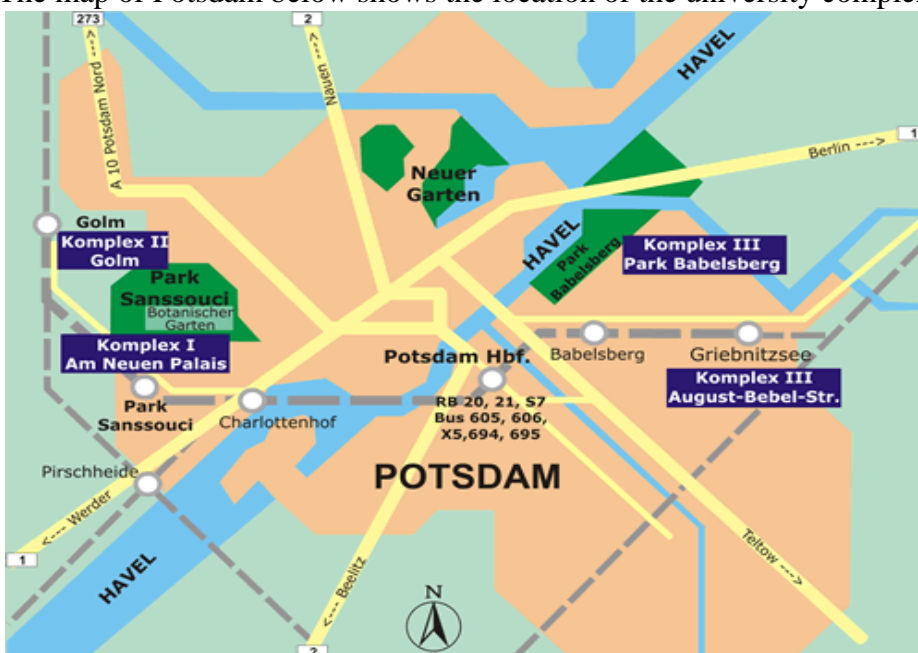 The map of Potsdam below shows the location of the university
273
2
1
HAVEL
A 10 Potsdam Nord --->
Nauen --->
Berlin --->
Neuer
Garten
Golm
Komplex II
Golm
HAVEL
Park
Babelsberg
Komplex III
Park Babelsberg
Park
Sanssouci
Botanischer
Garten
Komplex I
Am Neuen Palais
Potsdam Hbf.
Babelsberg
Griebnitzsee
Komplex III
August-Bebel-Str.
Park
Sanssouci
Charlottenhof
RB 20, 21, S7
Bus 605, 606,
X5,694, 695
Pirschheide
POTSDAM
<--- Werder
1
HAVEL
<--- Beelitz
Teltow --->
N
2